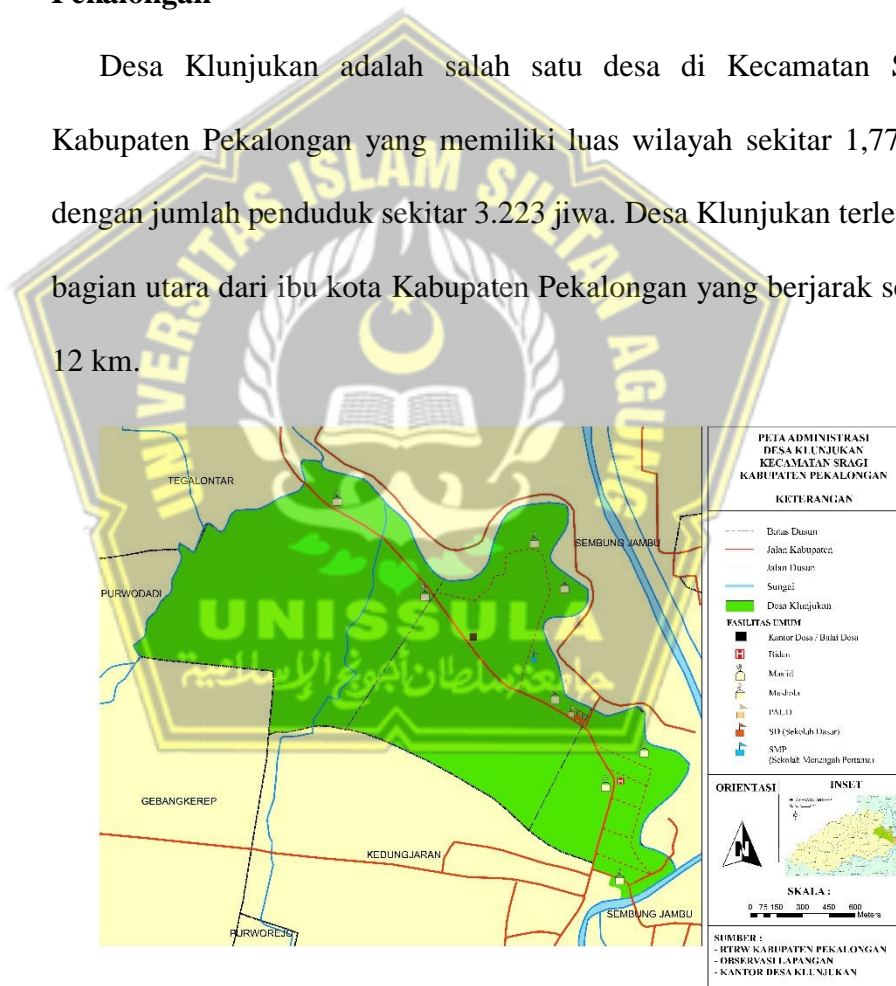 Pekalongan
Desa Klunjukan adalah salah satu desa di Kecamatan S
Kabupaten Pekalongan yang memiliki luas wilayah sekitar 1,77
dengan jumlah penduduk sekitar 3.223 jiwa. Desa Klunjukan terle
bagian utara dari ibu kota Kabupaten Pekalongan yang berjarak se
12 km.
UNIVERSITAS ISLAM SULTAN AGUNG
UNISSULA
جامعنسلطان أجونج الإسلامية
TEGALONTAR
SEMBUNG JAMBU
PURWODADI
GEBANGKEREP
KEDUNGJARAN
SEMBUNG JAMBU
PURWOREJO
PETA ADMINISTRASI
DESA KLUNJUKAN
KECAMATAN SRAGI
KABUPATEN PEKALONGAN
KETERANGAN
Batas Dusun
Jalan Kabupaten
Jalan Dusun
Sungai
Desa Klunjukan
FASILITAS UMUM
Kantor Desa / Balai Desa
H Bidan
Masjid
Mushola
PAUD
SD (Sekolah Dasar)
SMP
(Sekolah Menengah Pertama)
ORIENTASI
INSET
N
SKALA :
0 75 150 300 450 600
Meters
SUMBER :
- RTRW KABUPATEN PEKALONGAN
- OBSERVASI LAPANGAN
- KANTOR DESA KLUNJUKAN